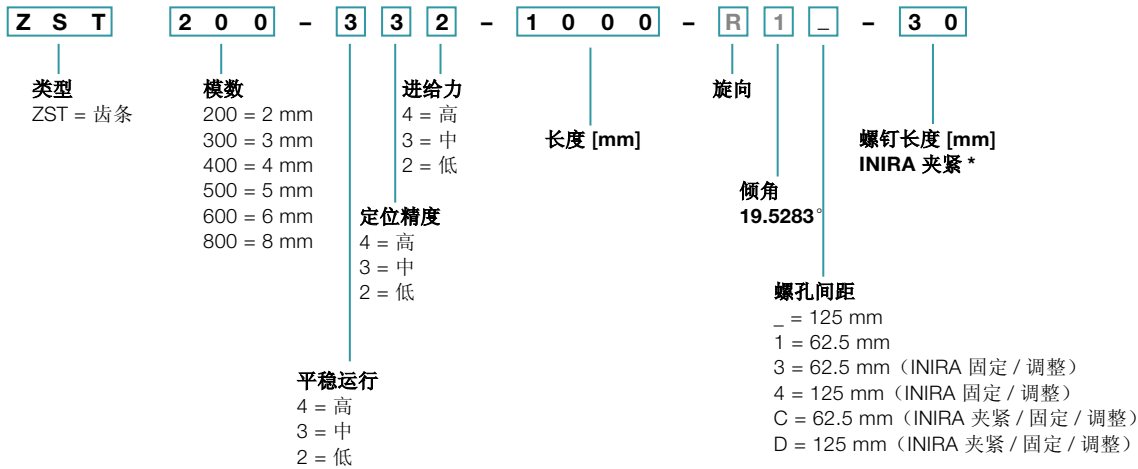 Z S T 2 0 0 – 3 3 2 – 1 0 0 0 – R 1 _ – 3 0
类型
ZST = 齿条
模数
200 = 2 mm
300 = 3 mm
400 = 4 mm
500 = 5 mm
600 = 6 mm
800 = 8 mm
进给力
4 = 高
3 = 中
2 = 低
定位精度
4 = 高
3 = 中
2 = 低
平稳运行
4 = 高
3 = 中
2 = 低
长度 [mm]
旋向
倾角
19.5283°
螺钉长度 [mm]
INIRA 夹紧 *
螺孔间距
_ = 125 mm
1 = 62.5 mm
3 = 62.5 mm（INIRA 固定 / 调整）
4 = 125 mm（INIRA 固定 / 调整）
C = 62.5 mm（INIRA 夹紧 / 固定 / 调整）
D = 125 mm（INIRA 夹紧 / 固定 / 调整）